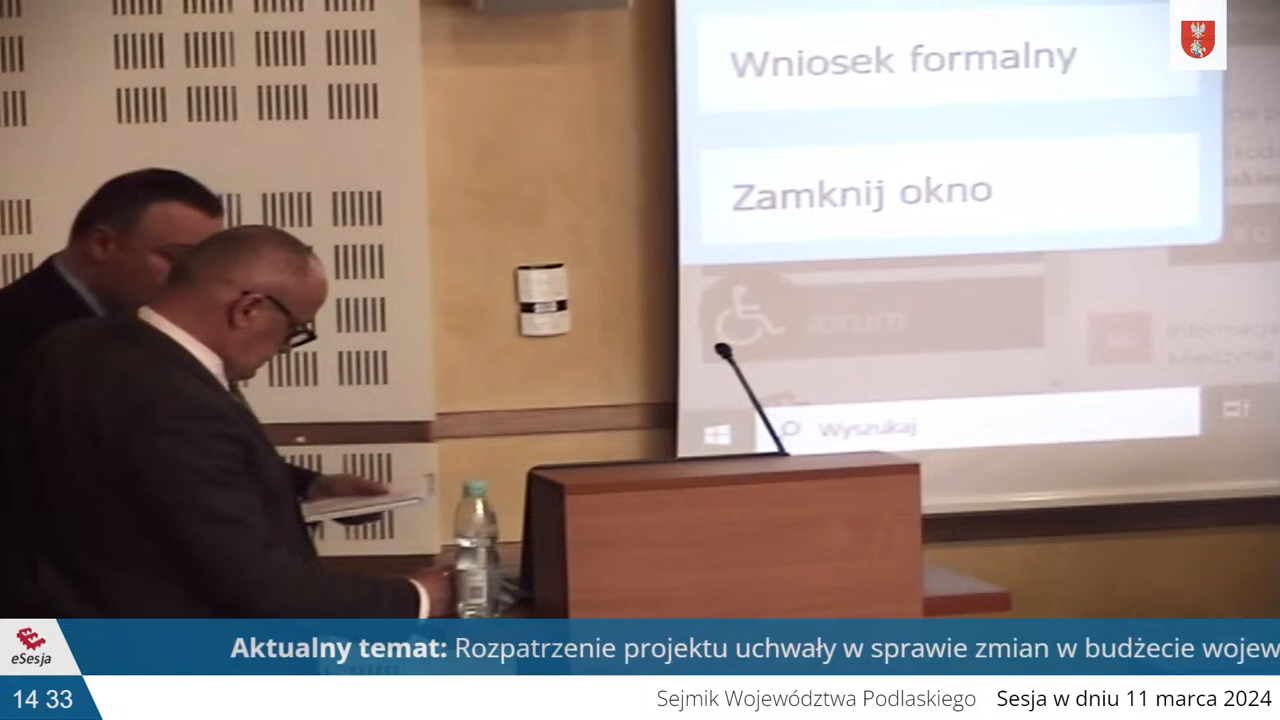 Wniosek formalny
Zamknij okno
Wyszukaj
eSesja
Aktualny temat: Rozpatrzenie projektu uchwały w sprawie zmian w budżecie wojew
14 33
Sejmik Województwa Podlaskiego Sesja w dniu 11 marca 2024